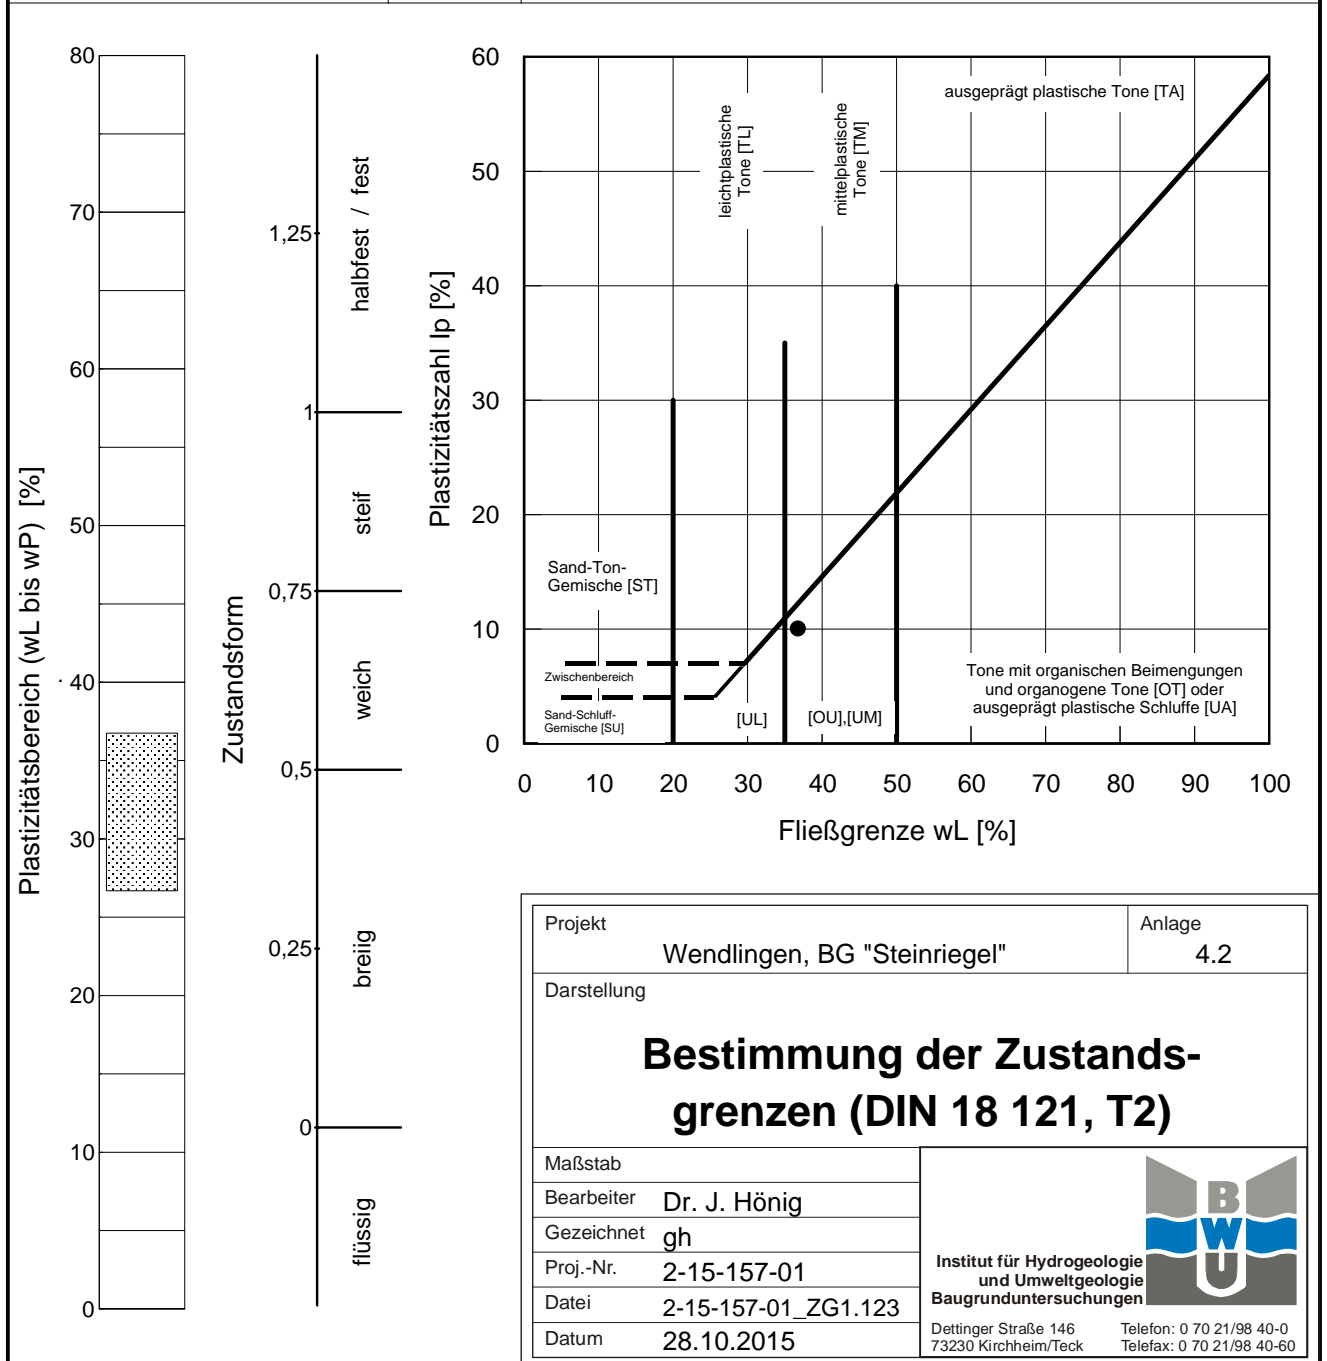 Plastizitätsbereich (wL bis wP) [%]
80
70
60
50
40
30
20
10
0
Zustandsform
1,25
1
0,75
0,5
0,25
0
halbfest / fest
steif
weich
breiig
flüssig
Plastizitätszahl Ip [%]
60
50
40
30
20
10
0
leichtplastische
Tone [TL]
mittelplastische
Tone [TM]
ausgeprägt plastische Tone [TA]
Sand-Ton-
Gemische [ST]
Zwischenbereich
Sand-Schluff-
Gemische [SU]
[UL]
[OU],[UM]
Tone mit organischen Beimengungen
und organogene Tone [OT] oder
ausgeprägt plastische Schluffe [UA]
0 10 20 30 40 50 60 70 80 90 100
Fließgrenze wL [%]
Projekt
Wendlingen, BG "Steinriegel"
Anlage
4.2
Darstellung
Bestimmung der Zustands-
grenzen (DIN 18 121, T2)
Maßstab
Bearbeiter Dr. J. Hönig
Gezeichnet gh
Proj.-Nr. 2-15-157-01
Datei 2-15-157-01_ZG1.123
Datum 28.10.2015
B
W
U
Institut für Hydrogeologie
und Umweltgeologie
Baugrunduntersuchungen
Dettinger Straße 146 Telefon: 0 70 21/98 40-0
73230 Kirchheim/Teck Telefax: 0 70 21/98 40-60